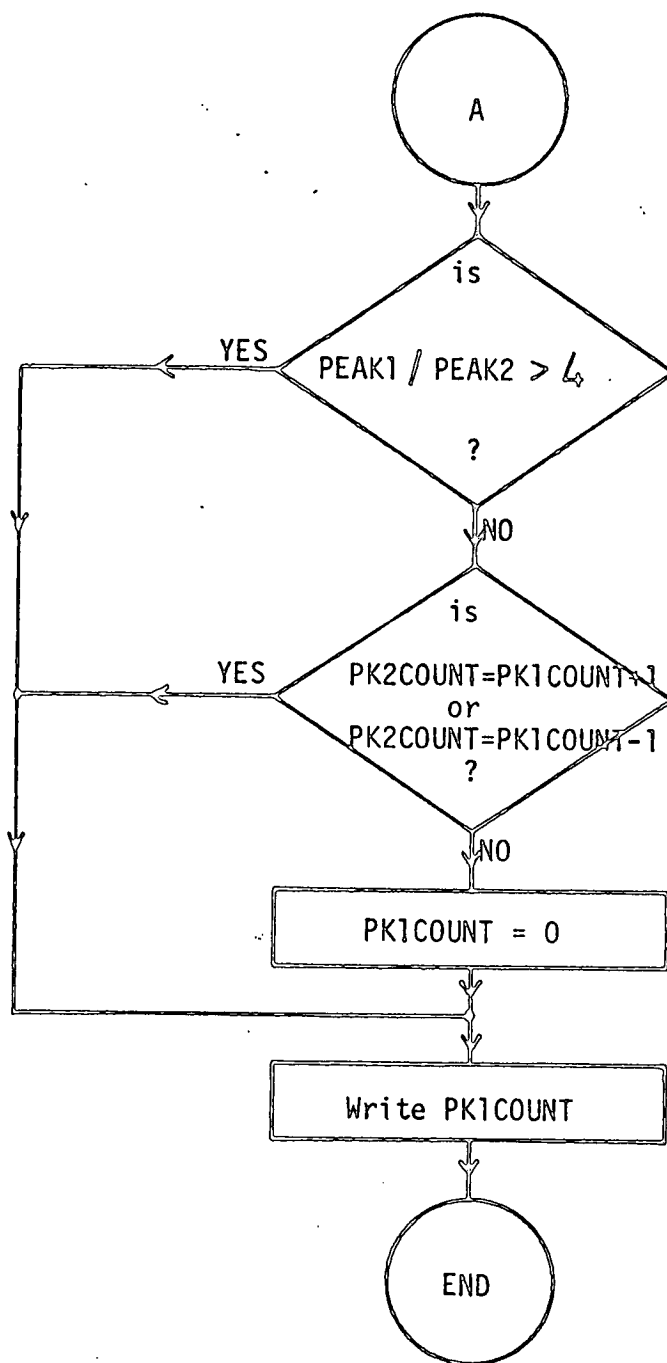 A
is
YES
PEAK1 / PEAK2 > 4
?
NO
is
YES
PK2COUNT=PK1COUNT+1
or
PK2COUNT=PK1COUNT-1
?
NO
PK1COUNT = 0
Write PK1COUNT
END